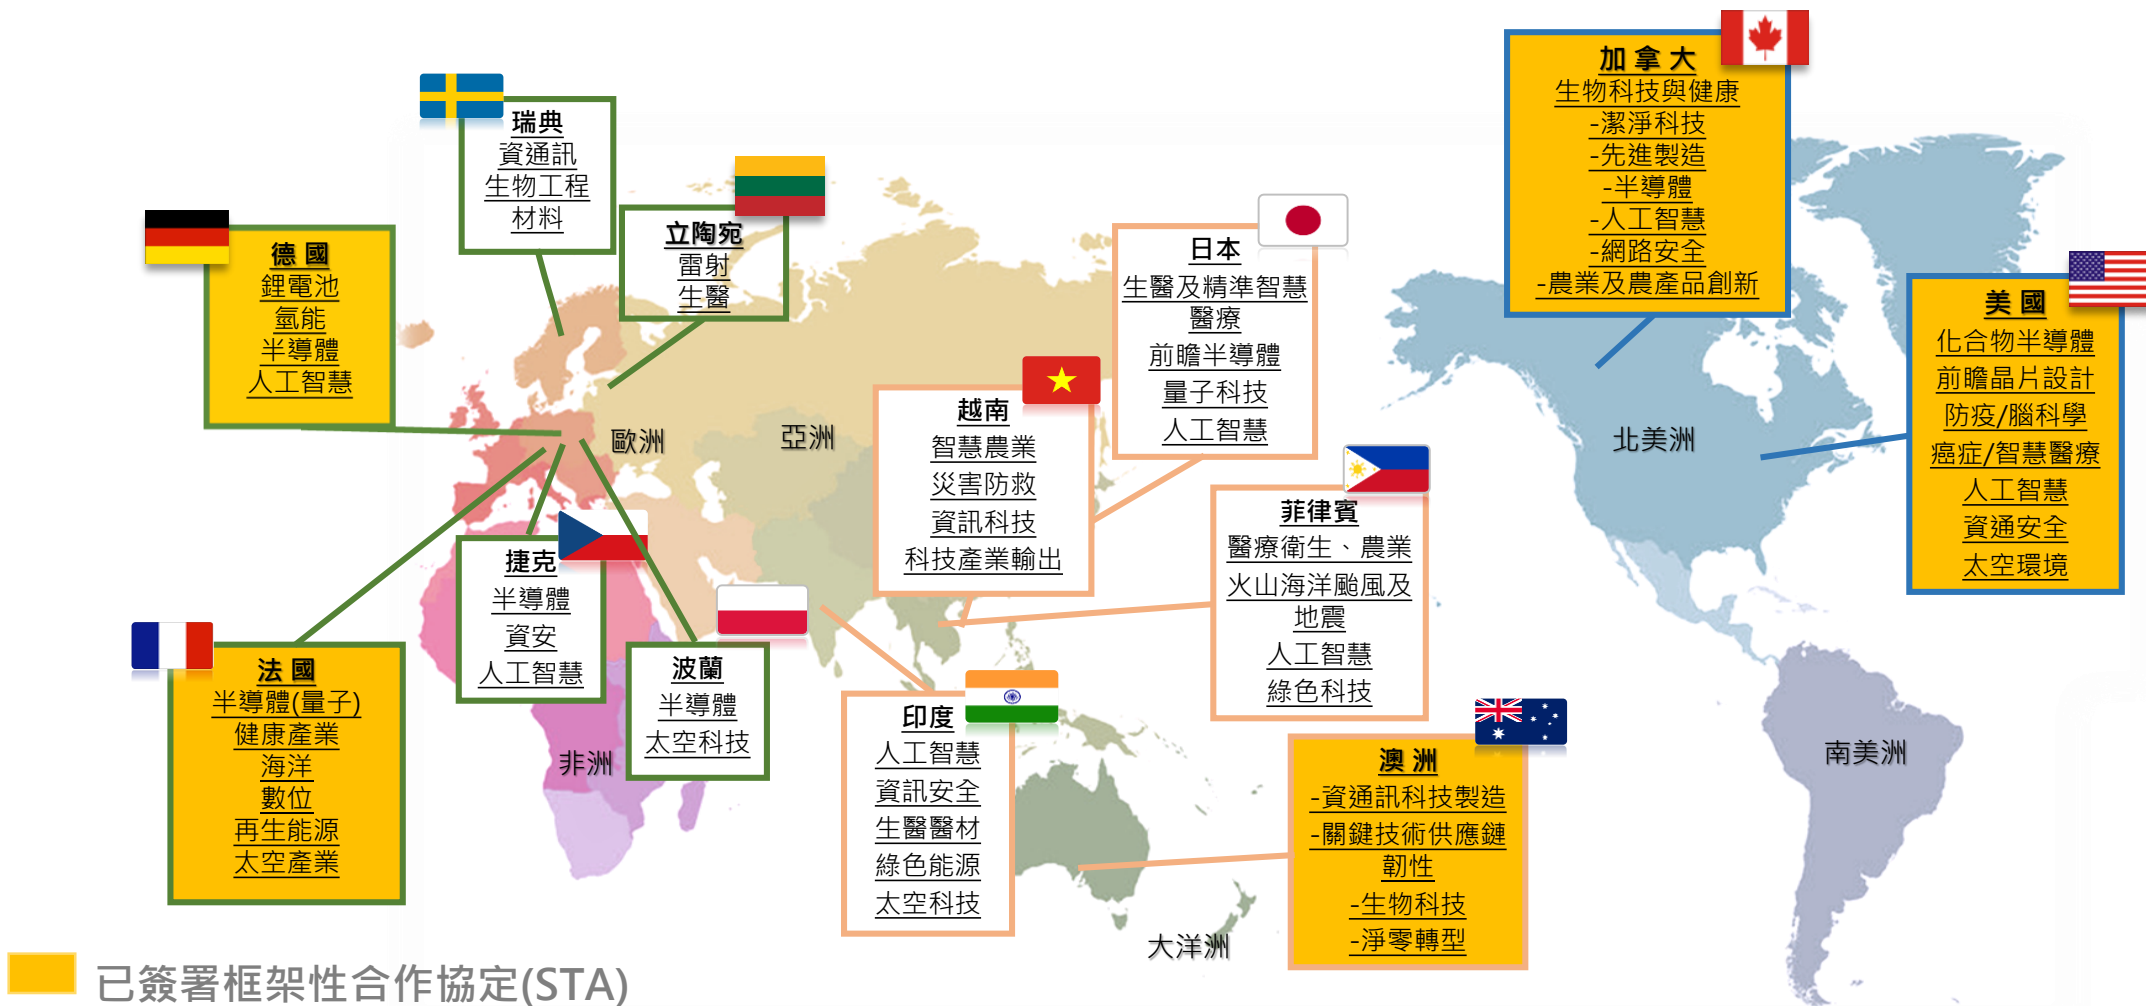 加拿大
生物科技與健康
-潔淨科技
-先進製造
-半導體
-人工智慧
-網路安全
-農業及農產品創新
瑞典
資通訊
生物工程
材料
立陶宛
雷射
生醫
德國
鋰電池
氫能
半導體
人工智慧
日本
生醫及精準智慧
醫療
前瞻半導體
量子科技
人工智慧
美國
化合物半導體
前瞻晶片設計
防疫/腦科學
癌症/智慧醫療
人工智慧
資通安全
太空環境
越南
智慧農業
災害防救
資訊科技
科技產業輸出
歐洲
亞洲
北美洲
菲律賓
醫療衛生、農業
火山海洋颱風及
地震
人工智慧
綠色科技
捷克
半導體
資安
人工智慧
波蘭
半導體
太空科技
法國
半導體(量子)
健康產業
海洋
數位
再生能源
太空產業
非洲
印度
人工智慧
資訊安全
生醫醫材
綠色能源
太空科技
澳洲
-資通訊科技製造
-關鍵技術供應鏈
韌性
-生物科技
-淨零轉型
南美洲
大洋洲
已簽署框架性合作協定(STA)